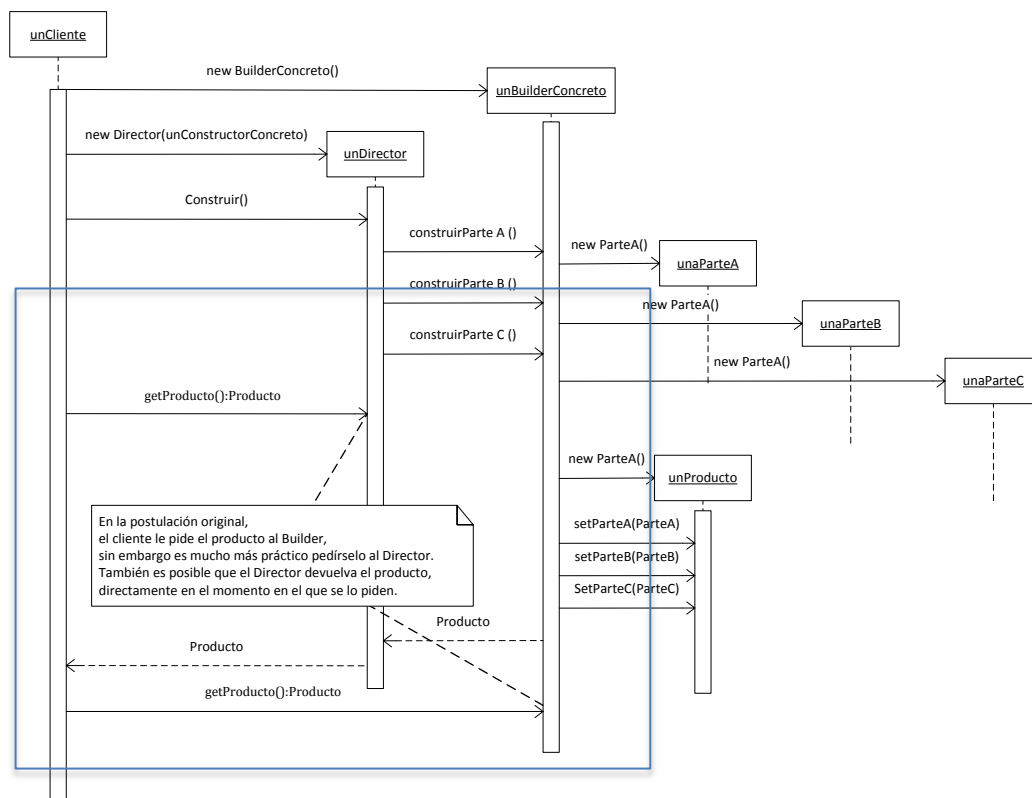 unCliente
new BuilderConcreto()
unBuilderConcreto
new Director(unConstructorConcreto)
unDirector
Construir()
construirParte A ()
new ParteA()
unaParteA
construirParte B ()
new ParteA()
unaParteB
construirParte C ()
new ParteA()
unaParteC
getProducto():Producto
new ParteA()
unProducto
En la postulación original,
el cliente le pide el producto al Builder,
sin embargo es mucho más práctico pedírselo al Director.
También es posible que el Director devuelva el producto,
directamente en el momento en el que se lo piden.
setParteA(ParteA)
setParteB(ParteB)
SetParteC(ParteC)
Producto
Producto
getProducto():Producto